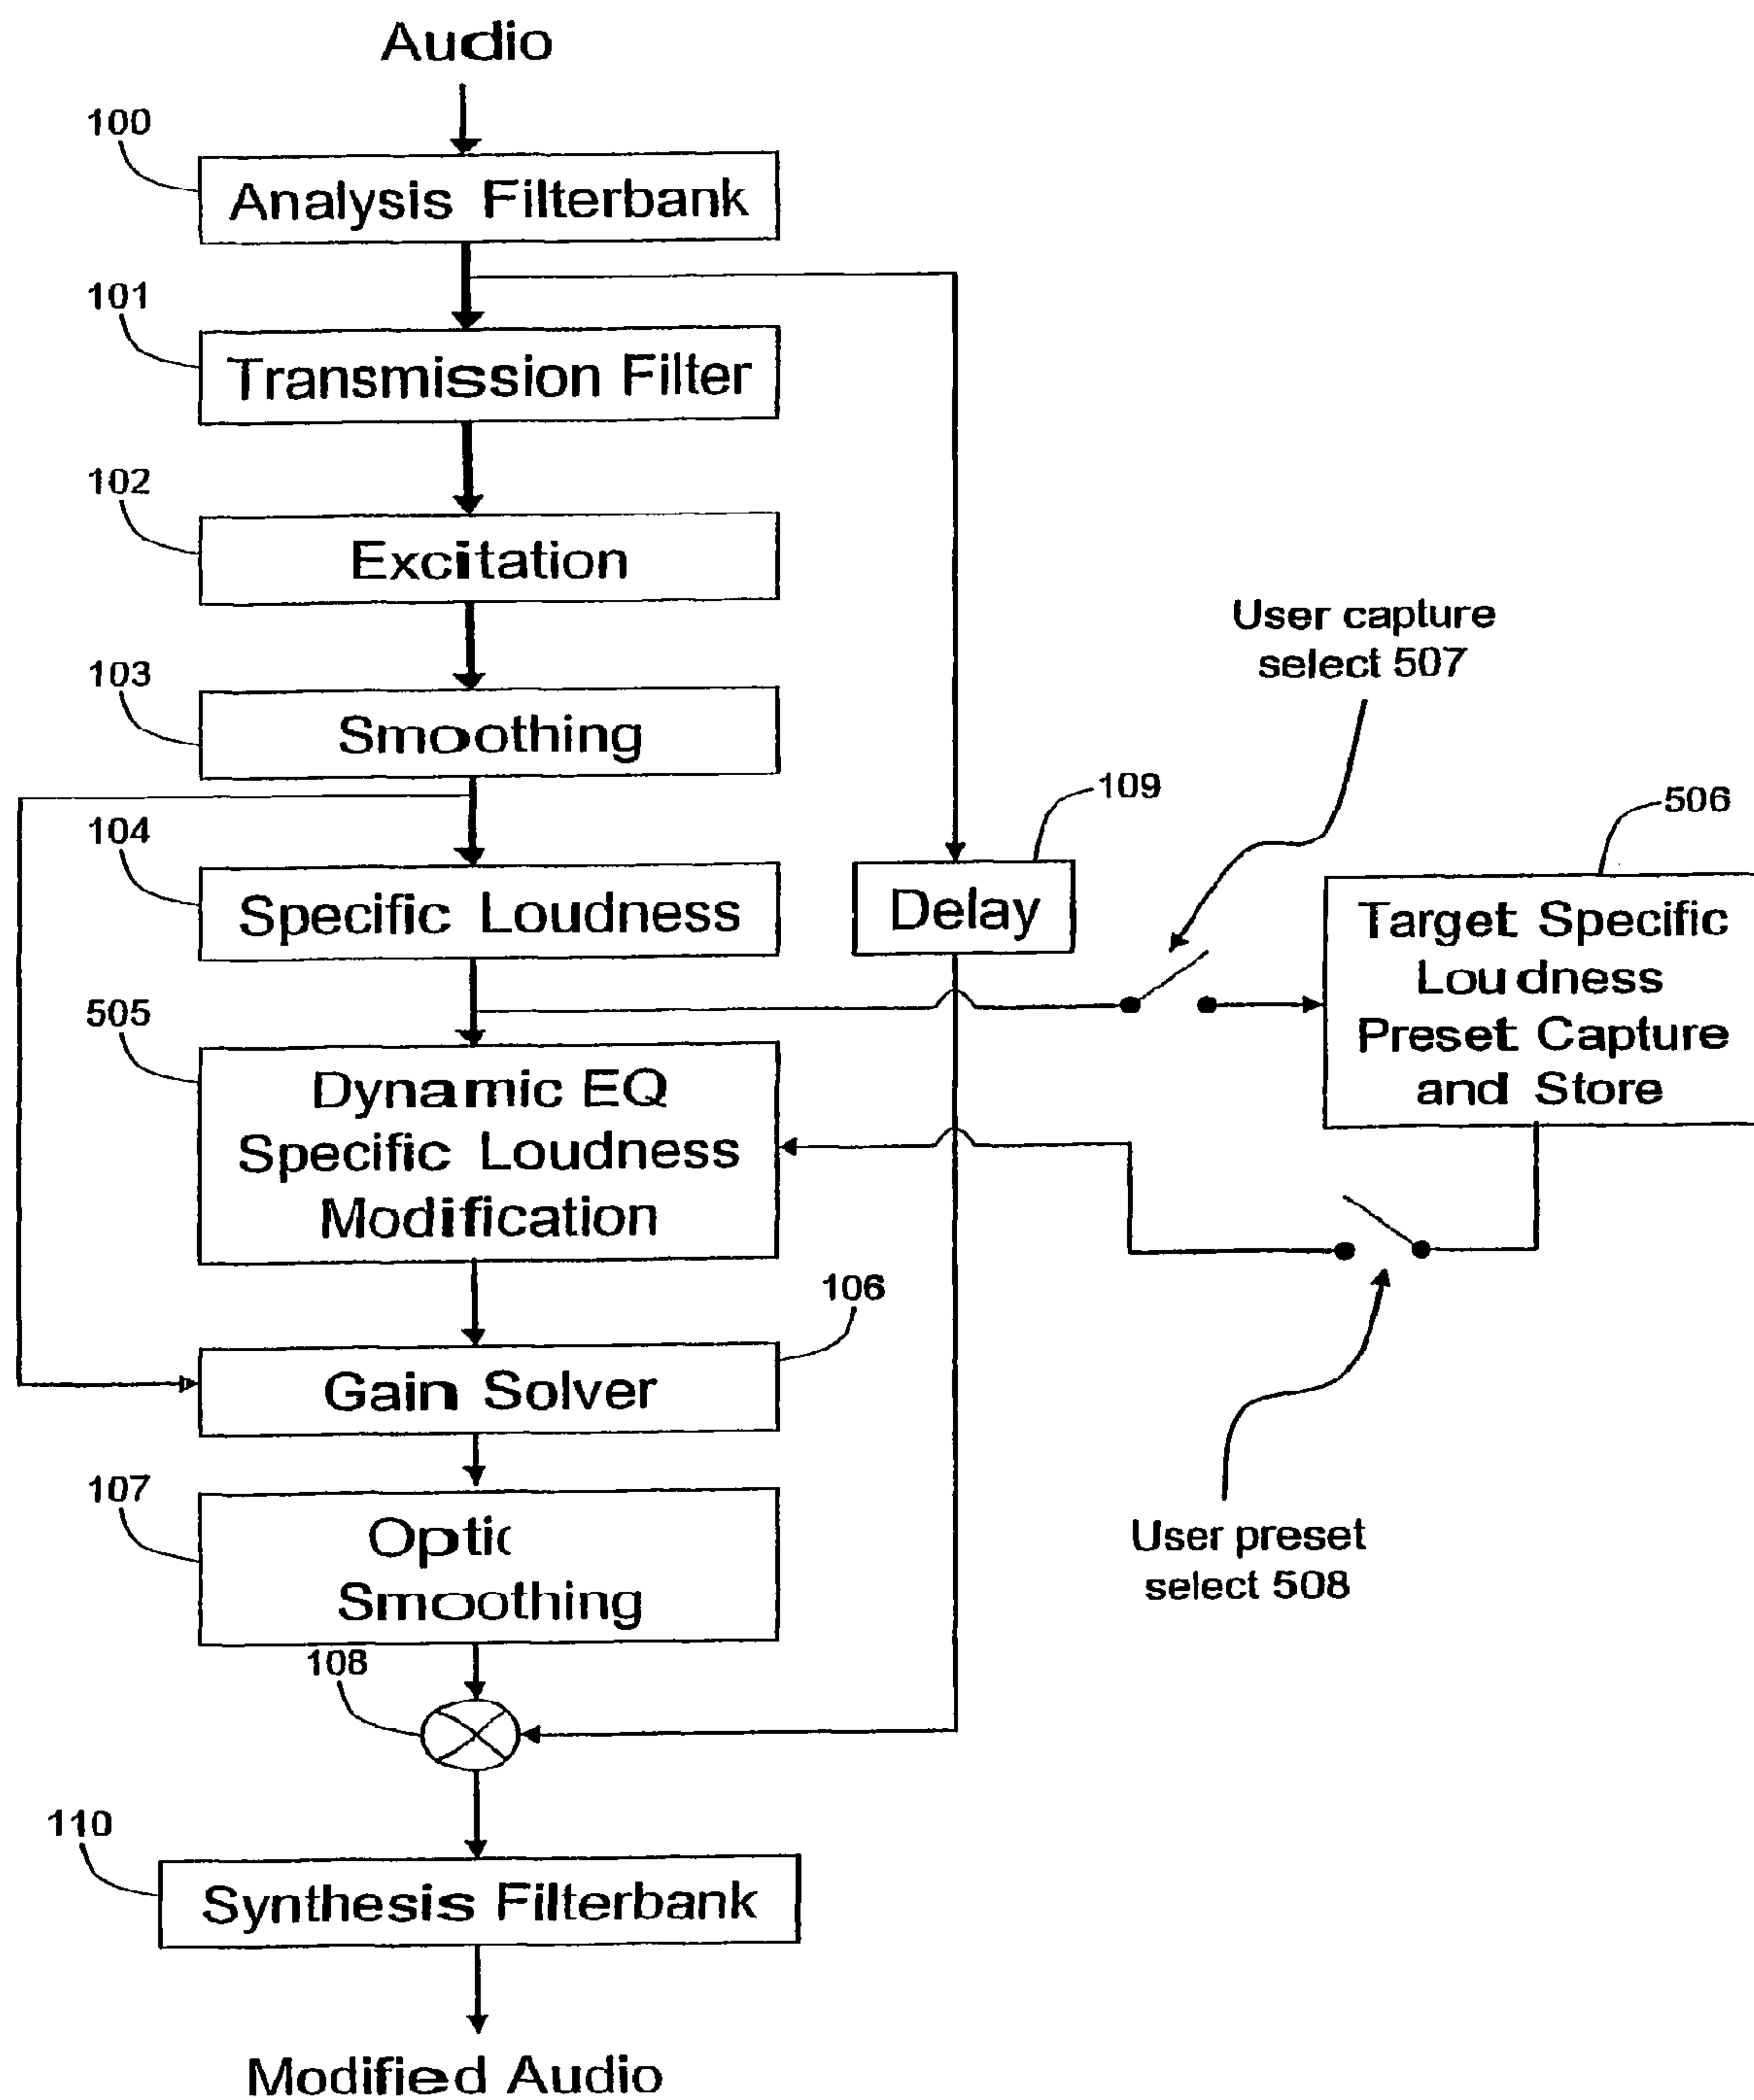 Audio
100
Analysis Filterbank
101
Transmission Filter
102
Excitation
103
Smoothing
User capture
select 507
104
Specific Loudness
109
Delay
506
Target Specific
Loudness
Preset Capture
and Store
505
Dynamic EQ
Specific Loudness
Modification
106
Gain Solver
107
Smoothing
User preset
select 508
108
110
Synthesis Filterbank
Modified Audio